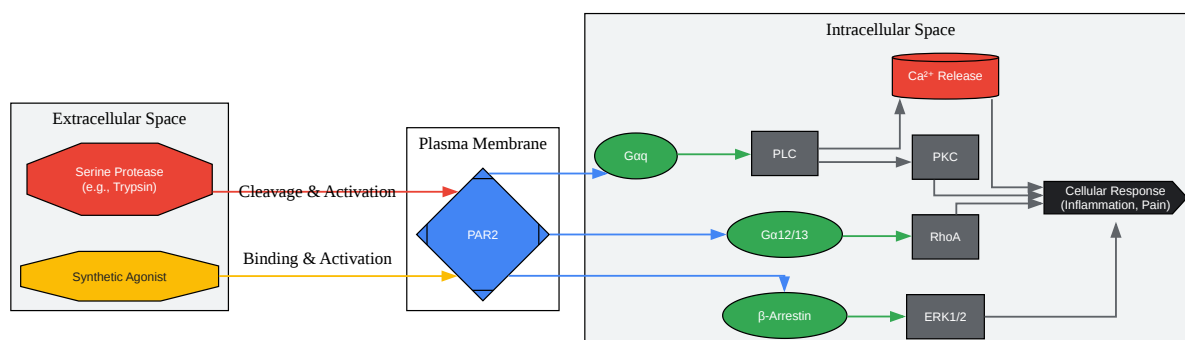 Intracellular Space
Ca²⁺ Release
Extracellular Space
Plasma Membrane
Serine Protease
(e.g., Trypsin)
Cleavage & Activation
Gαq
PLC
PKC
Cellular Response
(Inflammation, Pain)
PAR2
Gα12/13
RhoA
Synthetic Agonist
Binding & Activation
β-Arrestin
ERK1/2